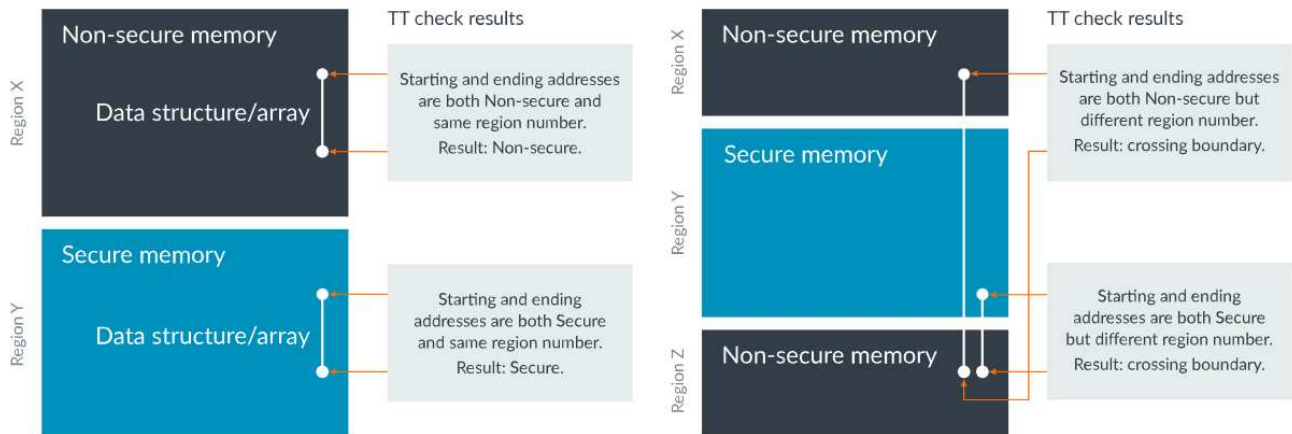 TT check results
Non-secure memory
Region X
Data structure/array
Starting and ending addresses
are both Non-secure and
same region number.
Result: Non-secure.
Secure memory
Region Y
Data structure/array
Starting and ending
addresses are both Secure
and same region number.
Result: Secure.
TT check results
Non-secure memory
Region X
Starting and ending addresses
are both Non-secure but
different region number.
Result: crossing boundary.
Secure memory
Region Y
Starting and ending
addresses are both Secure
but different region number.
Result: crossing boundary.
Non-secure memory
Region Z